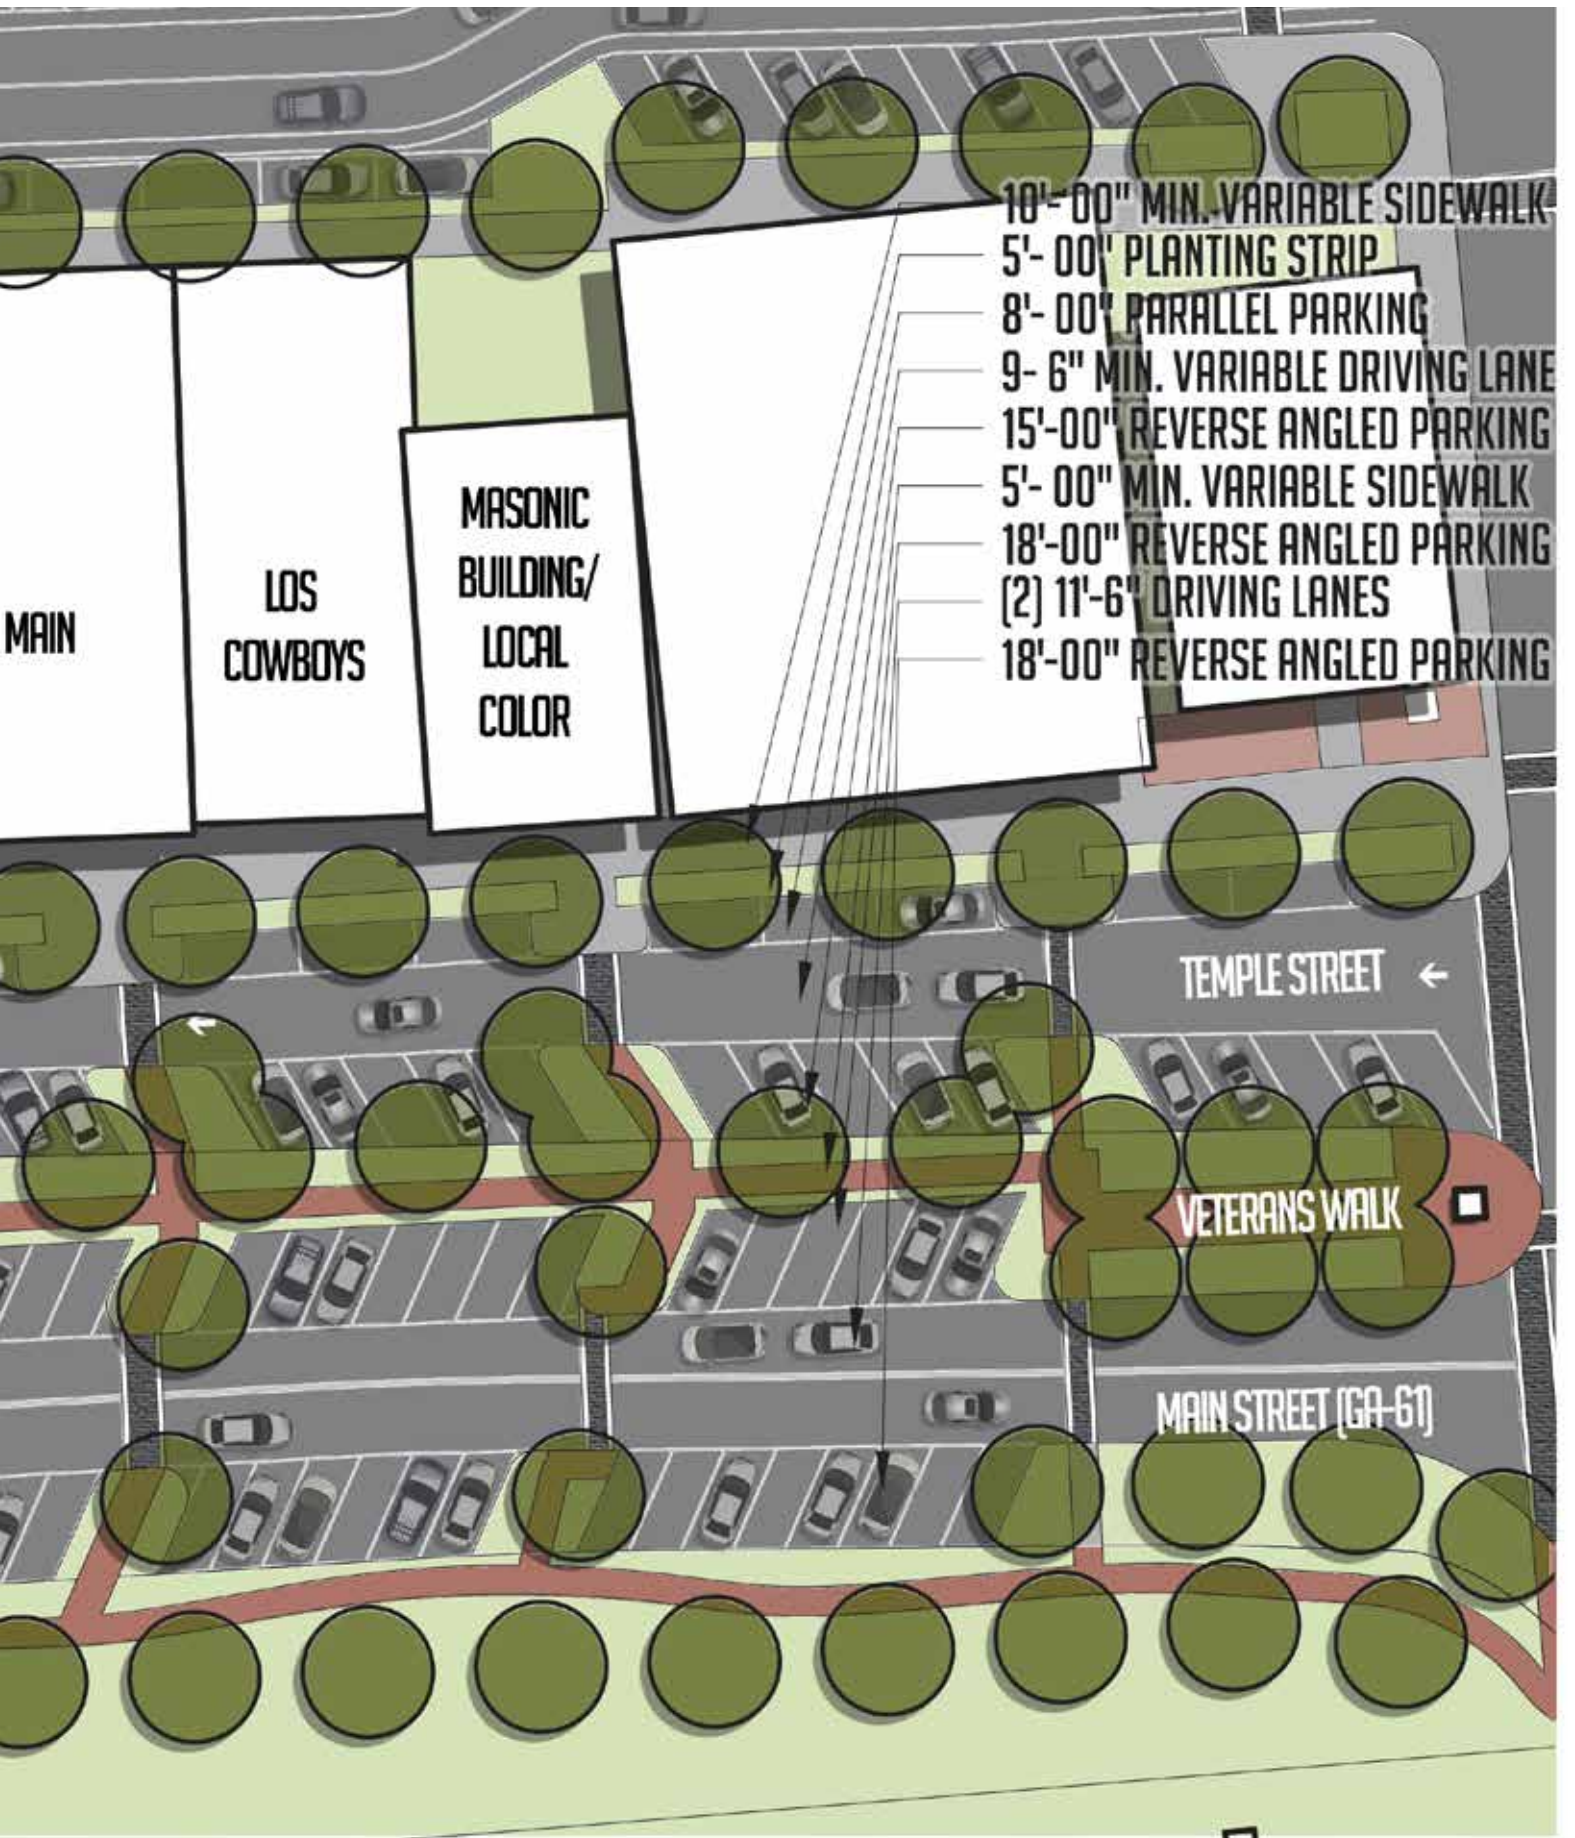 10'- 00" MIN. VARIABLE SIDEWALK
5'- 00" PLANTING STRIP
8'- 00" PARALLEL PARKING
9- 6" MIN. VARIABLE DRIVING LANE
15'-00" REVERSE ANGLED PARKING
5'- 00" MIN. VARIABLE SIDEWALK
18'-00" REVERSE ANGLED PARKING
(2) 11'-6" DRIVING LANES
18'-00" REVERSE ANGLED PARKING
MAIN
LOS
COWBOYS
MASONIC
BUILDING/
LOCAL
COLOR
TEMPLE STREET ←
VETERANS WALK
MAIN STREET (GA-61)